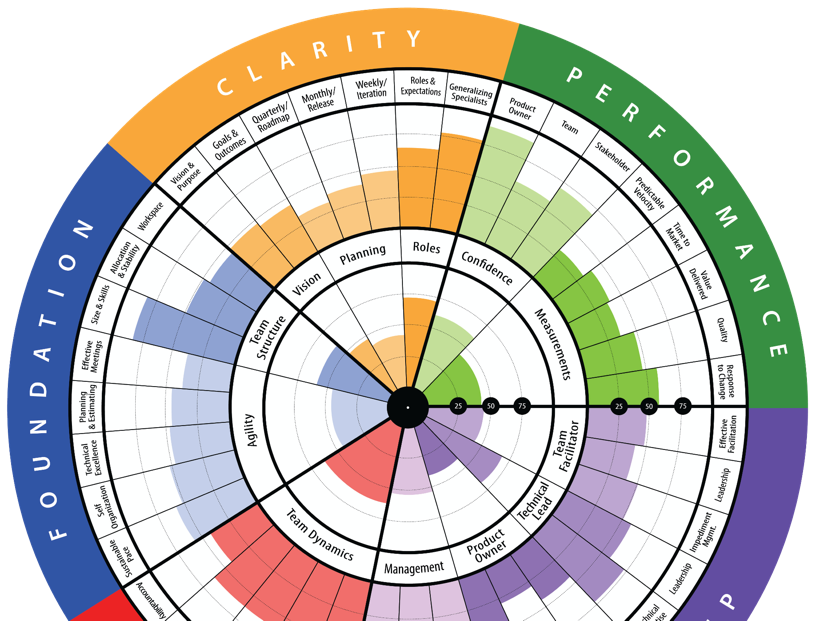 CLARITY
PERFORMANCE
FOUNDATION
P
Vision &
Purpose
Goals &
Outcomes
Quarterly/
Roadmap
Monthly/
Release
Weekly/
Iteration
Roles &
Expectations
Generalizing
Specialists
Product
Owner
Team
Stakeholder
Predictable
Velocity
Time to
Market
Value
Delivered
Quality
Response
to Change
Effective
Facilitation
Leadership
Impediment
Mgmt.
Leadership
Workspace
Allocation
& Stability
Size & Skills
Effective
Meetings
Planning
& Estimating
Technical
Excellence
Self
Organization
Sustainable
Pace
Accountability
Vision
Planning
Roles
Confidence
Measurements
Team
Facilitator
Technical
Lead
Product
Owner
Management
Team Dynamics
Agility
Team
Structure
25
50
75
25
50
75